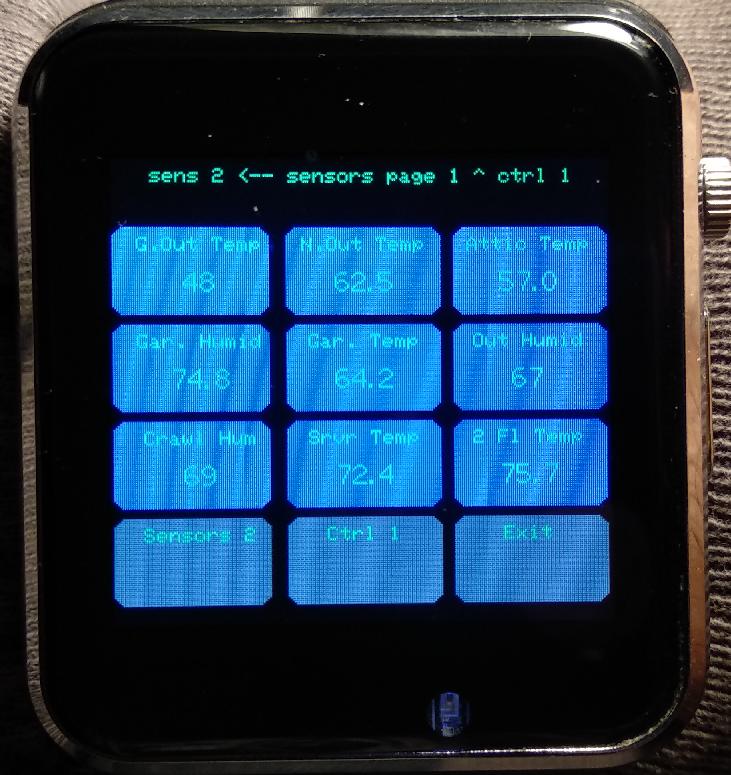 sens 2 <-- sensors page 1 ^ ctrl 1
G.Out Temp N.Out Temp Attic Temp
48 62.5 57.0
Gar. Humid Gar. Temp Out Humid
74.8 64.2 67
Crawl Hum Srvr Temp 2 Fl Temp
69 72.4 75.7
Sensors 2 Ctrl 1 Exit